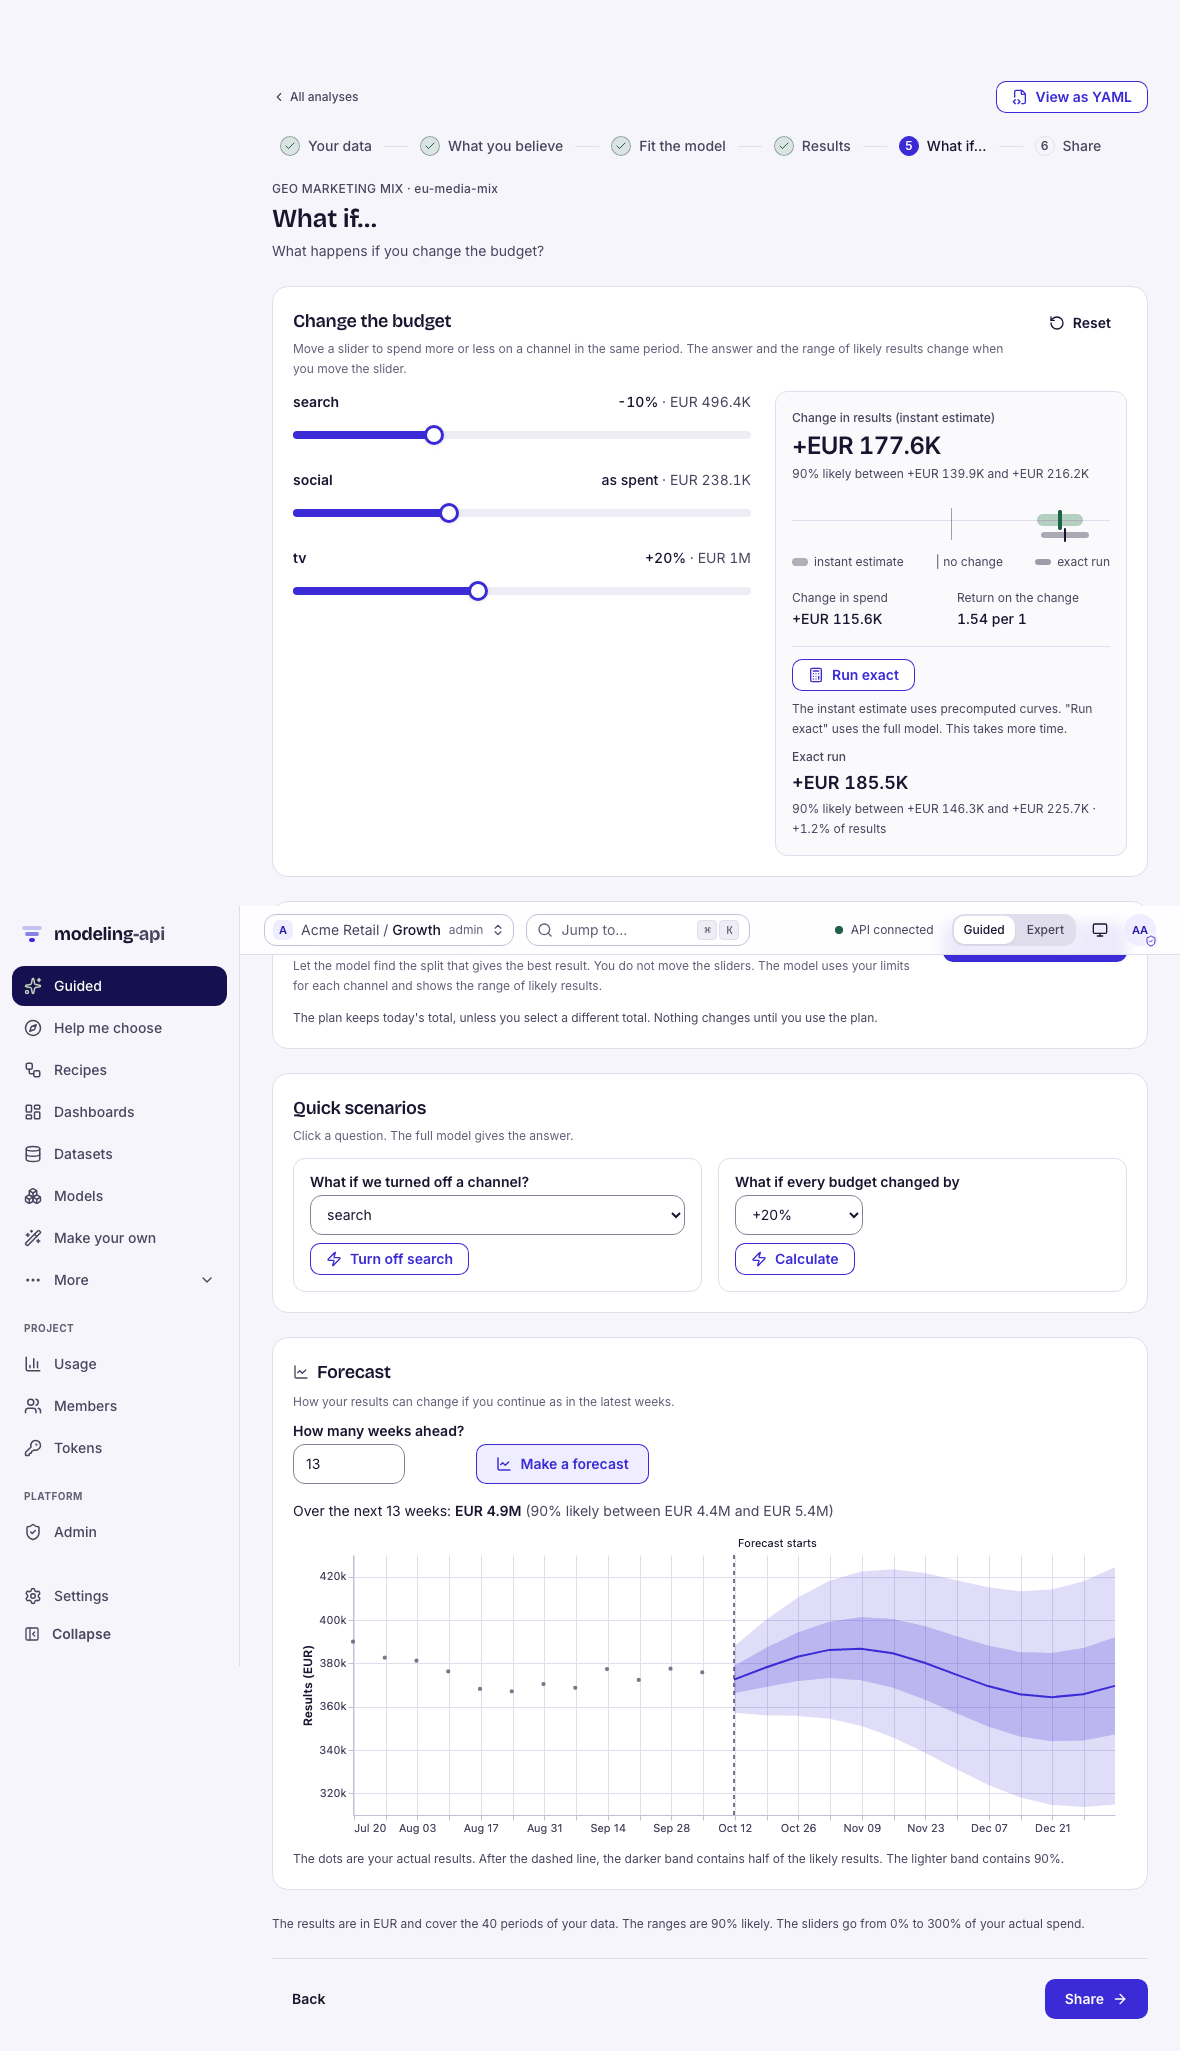 All analyses
View as YAML
Your data
What you believe
Fit the model
Results
5 What if...
6 Share
GEO MARKETING MIX · eu-media-mix
What if...
What happens if you change the budget?
Change the budget
Reset
Move a slider to spend more or less on a channel in the same period. The answer and the range of likely results change when
you move the slider.
search
-10% · EUR 496.4K
social
as spent · EUR 238.1K
tv
+20% · EUR 1M
Change in results (instant estimate)
+EUR 177.6K
90% likely between +EUR 139.9K and +EUR 216.2K
instant estimate
no change
exact run
Change in spend
Return on the change
+EUR 115.6K
1.54 per 1
Run exact
The instant estimate uses precomputed curves. "Run
exact" uses the full model. This takes more time.
Exact run
+EUR 185.5K
90% likely between +EUR 146.3K and +EUR 225.7K ·
+1.2% of results
modeling-api
A Acme Retail / Growth admin
Jump to...
⌘ K
API connected
Guided
Expert
AA
Guided
Help me choose
Recipes
Dashboards
Datasets
Models
Make your own
More
PROJECT
Usage
Members
Tokens
PLATFORM
Admin
Settings
Collapse
Let the model find the split that gives the best result. You do not move the sliders. The model uses your limits
for each channel and shows the range of likely results.
The plan keeps today's total, unless you select a different total. Nothing changes until you use the plan.
Quick scenarios
Click a question. The full model gives the answer.
What if we turned off a channel?
search
Turn off search
What if every budget changed by
+20%
Calculate
Forecast
How your results can change if you continue as in the latest weeks.
How many weeks ahead?
13
Make a forecast
Over the next 13 weeks: EUR 4.9M (90% likely between EUR 4.4M and EUR 5.4M)
Forecast starts
Results (EUR)
420k
400k
380k
360k
340k
320k
Jul 20 Aug 03 Aug 17 Aug 31 Sep 14 Sep 28 Oct 12 Oct 26 Nov 09 Nov 23 Dec 07 Dec 21
The dots are your actual results. After the dashed line, the darker band contains half of the likely results. The lighter band contains 90%.
The results are in EUR and cover the 40 periods of your data. The ranges are 90% likely. The sliders go from 0% to 300% of your actual spend.
Back
Share